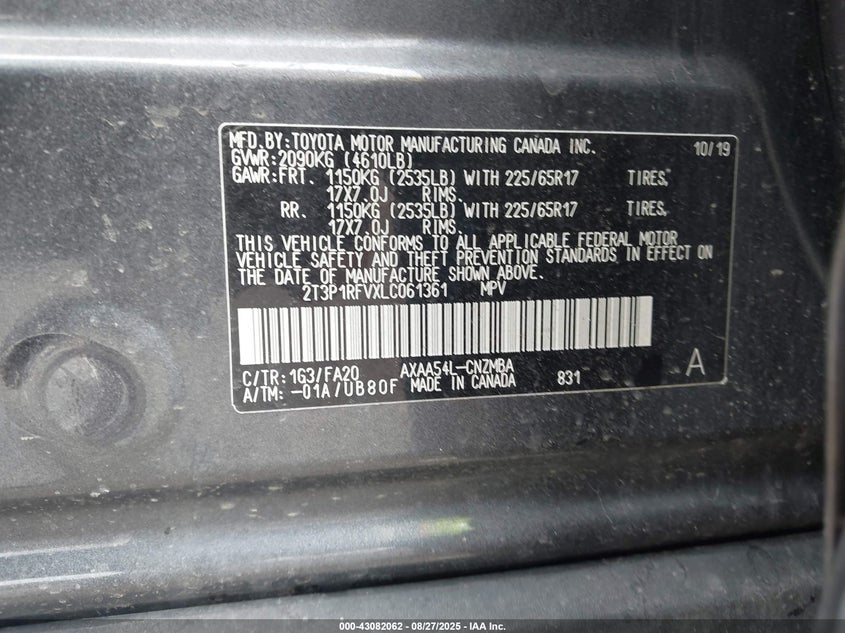 MFD.BY:TOYOTA MOTOR MANUFACTURING CANADA INC. 10/19
GVWR:2090KG (4610LB)
GAWR:FRT. 1150KG (2535LB) WITH 225/65R17 TIRES,
17X7.0J RIMS.
RR. 1150KG (2535LB) WITH 225/65R17 TIRES,
17X7.0J RIMS.
THIS VEHICLE CONFORMS TO ALL APPLICABLE FEDERAL MOTOR
VEHICLE SAFETY AND THEFT PREVENTION STANDARDS IN EFFECT ON
THE DATE OF MANUFACTURE SHOWN ABOVE.
2T3P1RFVXLC061361 MPV
C/TR:1G3/FA20 AXAA54L-CNZMBA A
A/TM:-01A/UB80F MADE IN CANADA 831
000-43082062 - 08/27/2025 - IAA Inc.